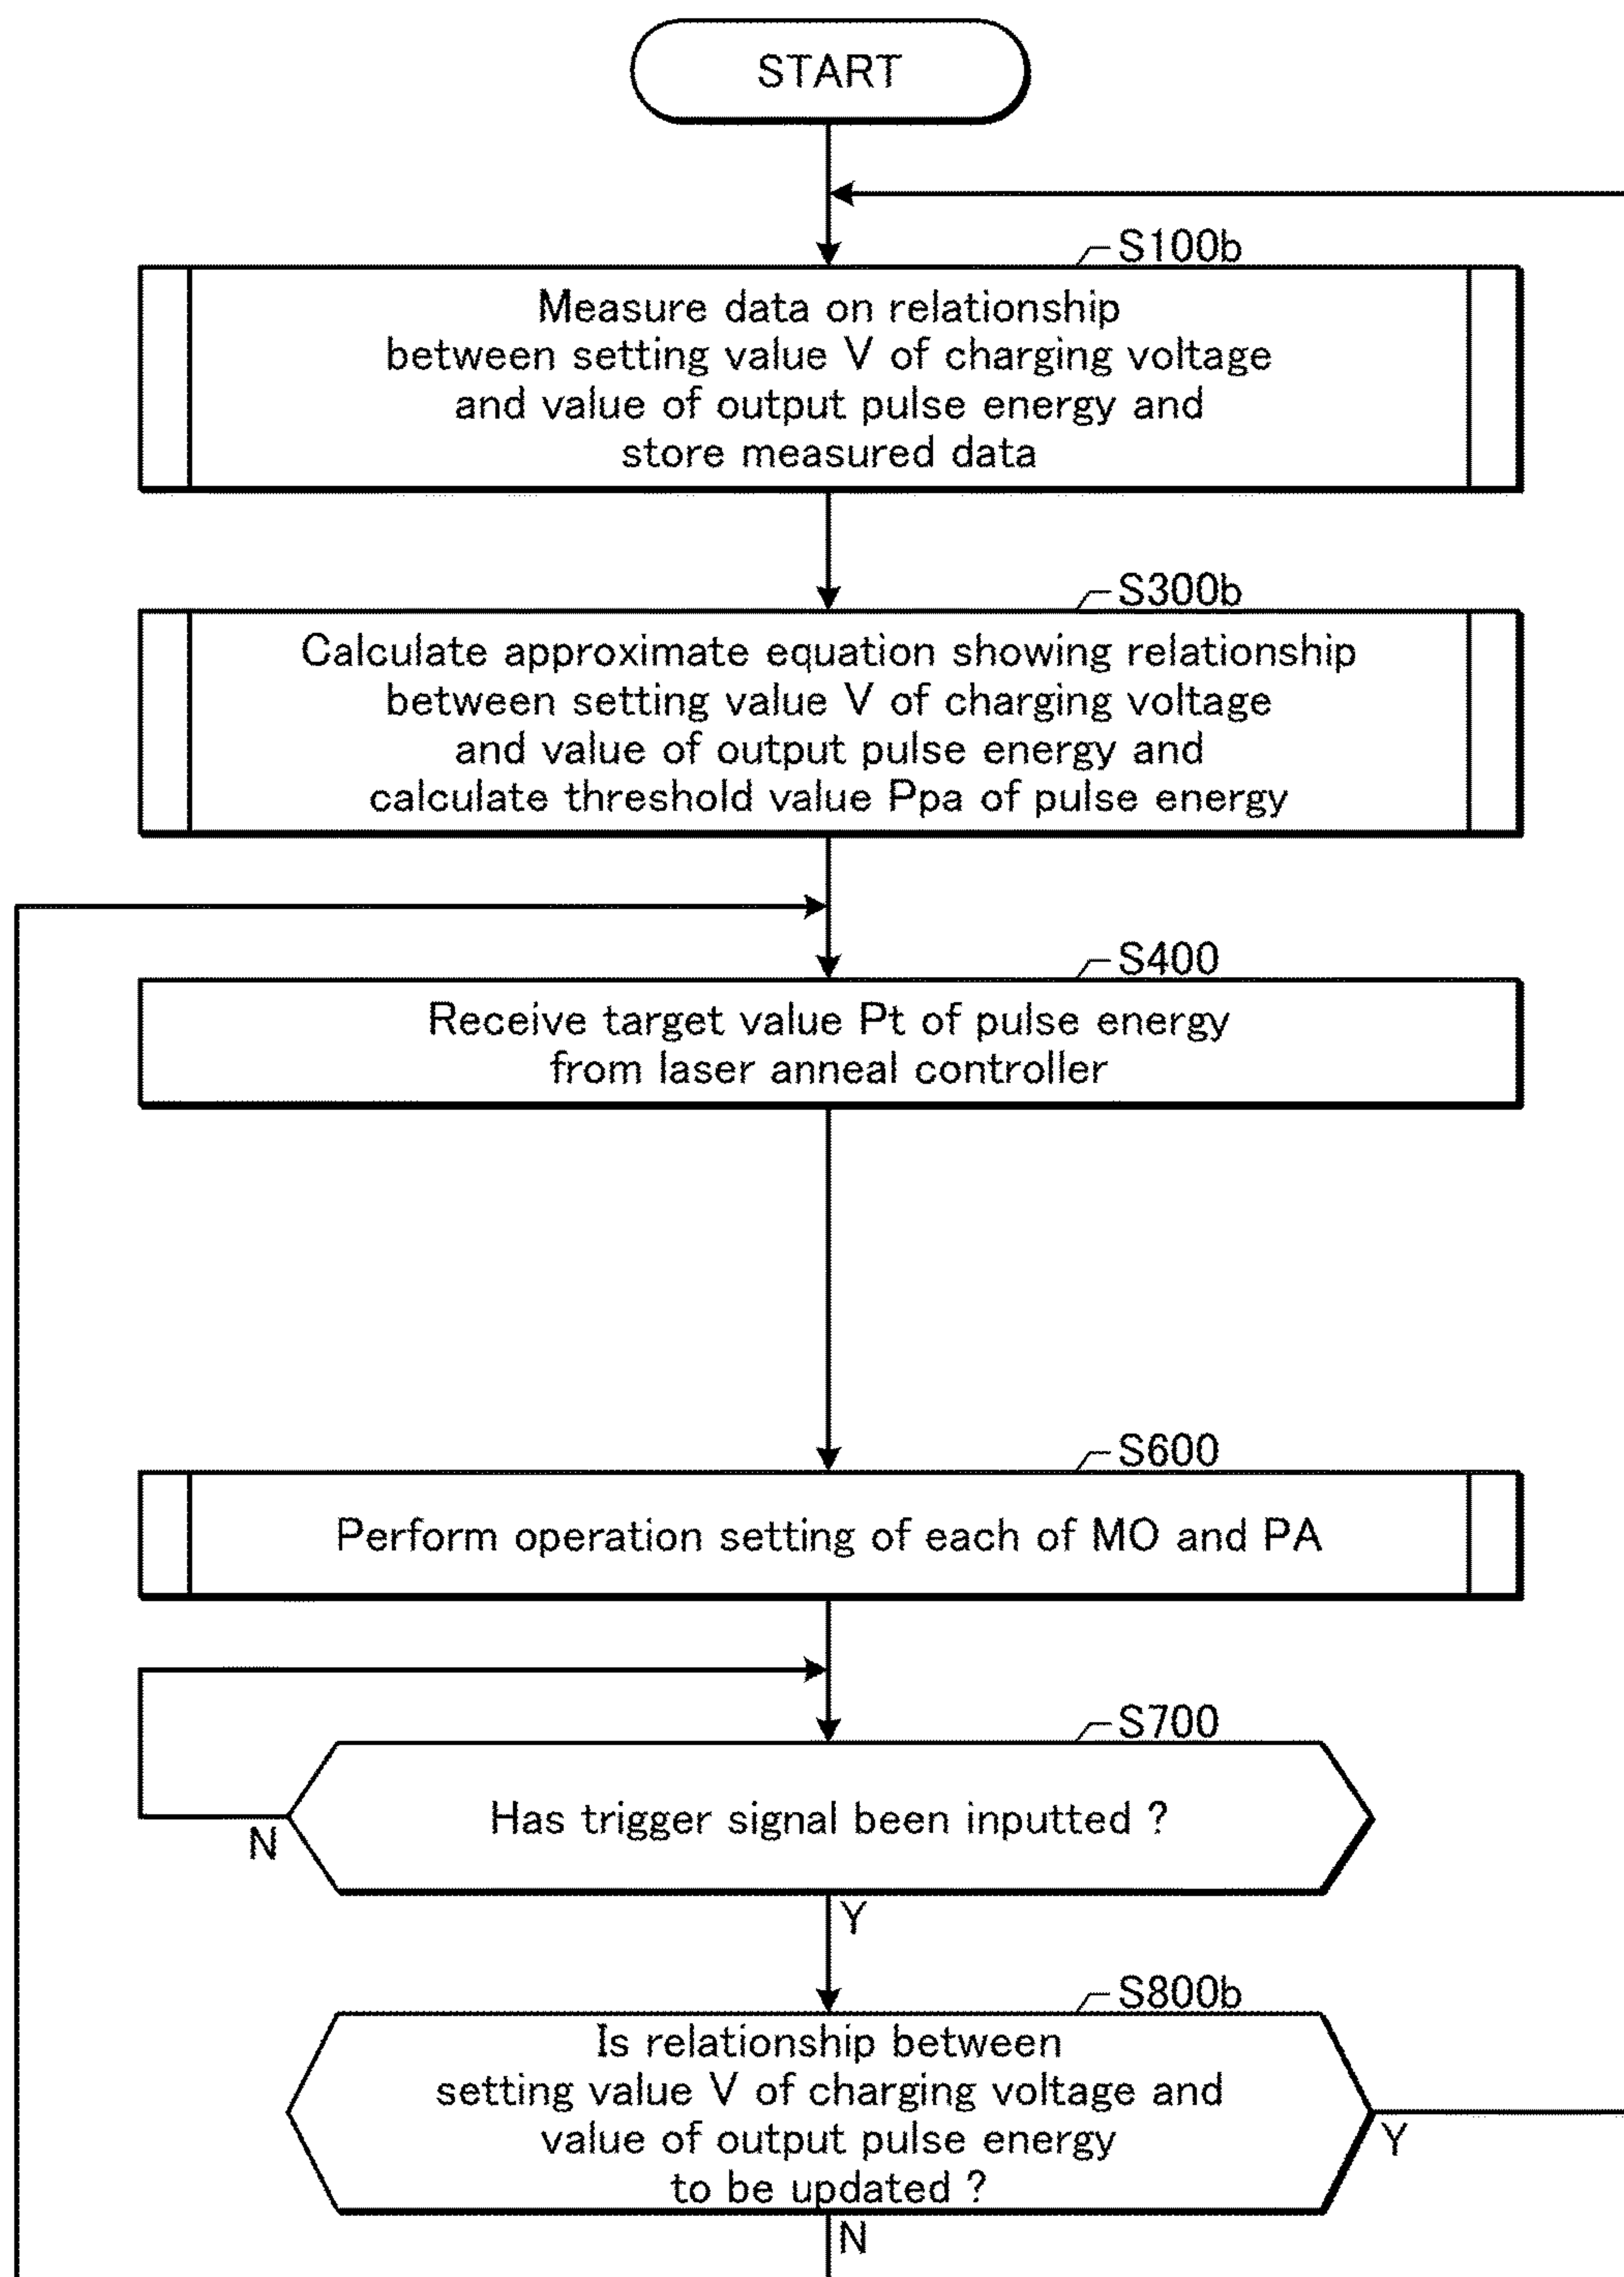 START
S100b
Measure data on relationship
between setting value V of charging voltage
and value of output pulse energy and
store measured data
S300b
Calculate approximate equation showing relationship
between setting value V of charging voltage
and value of output pulse energy and
calculate threshold value Ppa of pulse energy
S400
Receive target value Pt of pulse energy
from laser anneal controller
S600
Perform operation setting of each of MO and PA
S700
Has trigger signal been inputted ?
N
Y
S800b
Is relationship between
setting value V of charging voltage and
value of output pulse energy
to be updated ?
Y
N